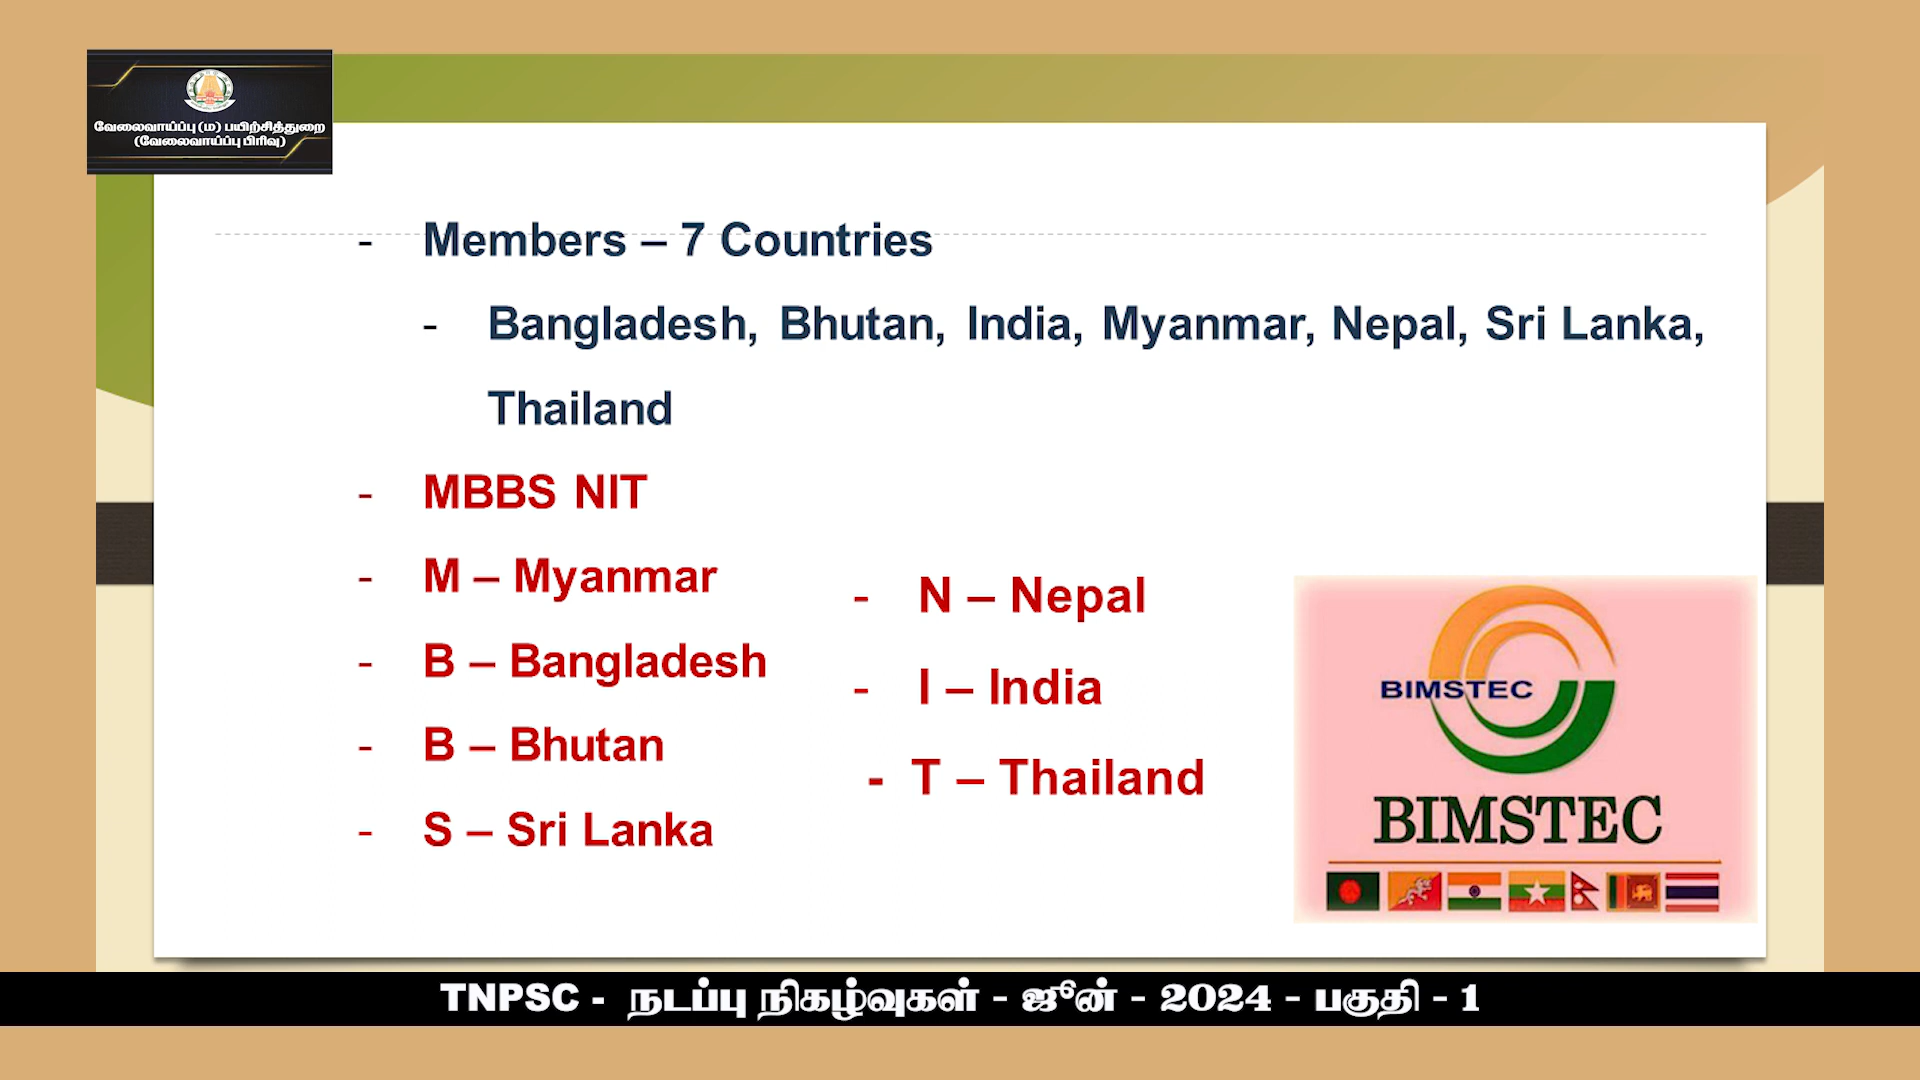 வேலைவாய்ப்பு (ம) பயிற்சித்துறை
(வேலைவாய்ப்பு பிரிவு)
- Members – 7 Countries
- Bangladesh, Bhutan, India, Myanmar, Nepal, Sri Lanka,
Thailand
- MBBS NIT
- M – Myanmar
- B – Bangladesh
- B – Bhutan
- S – Sri Lanka
- N – Nepal
- I – India
- T – Thailand
BIMSTEC
BIMSTEC
TNPSC - நடப்பு நிகழ்வுகள் - ஜூன் - 2024 - பகுதி - 1